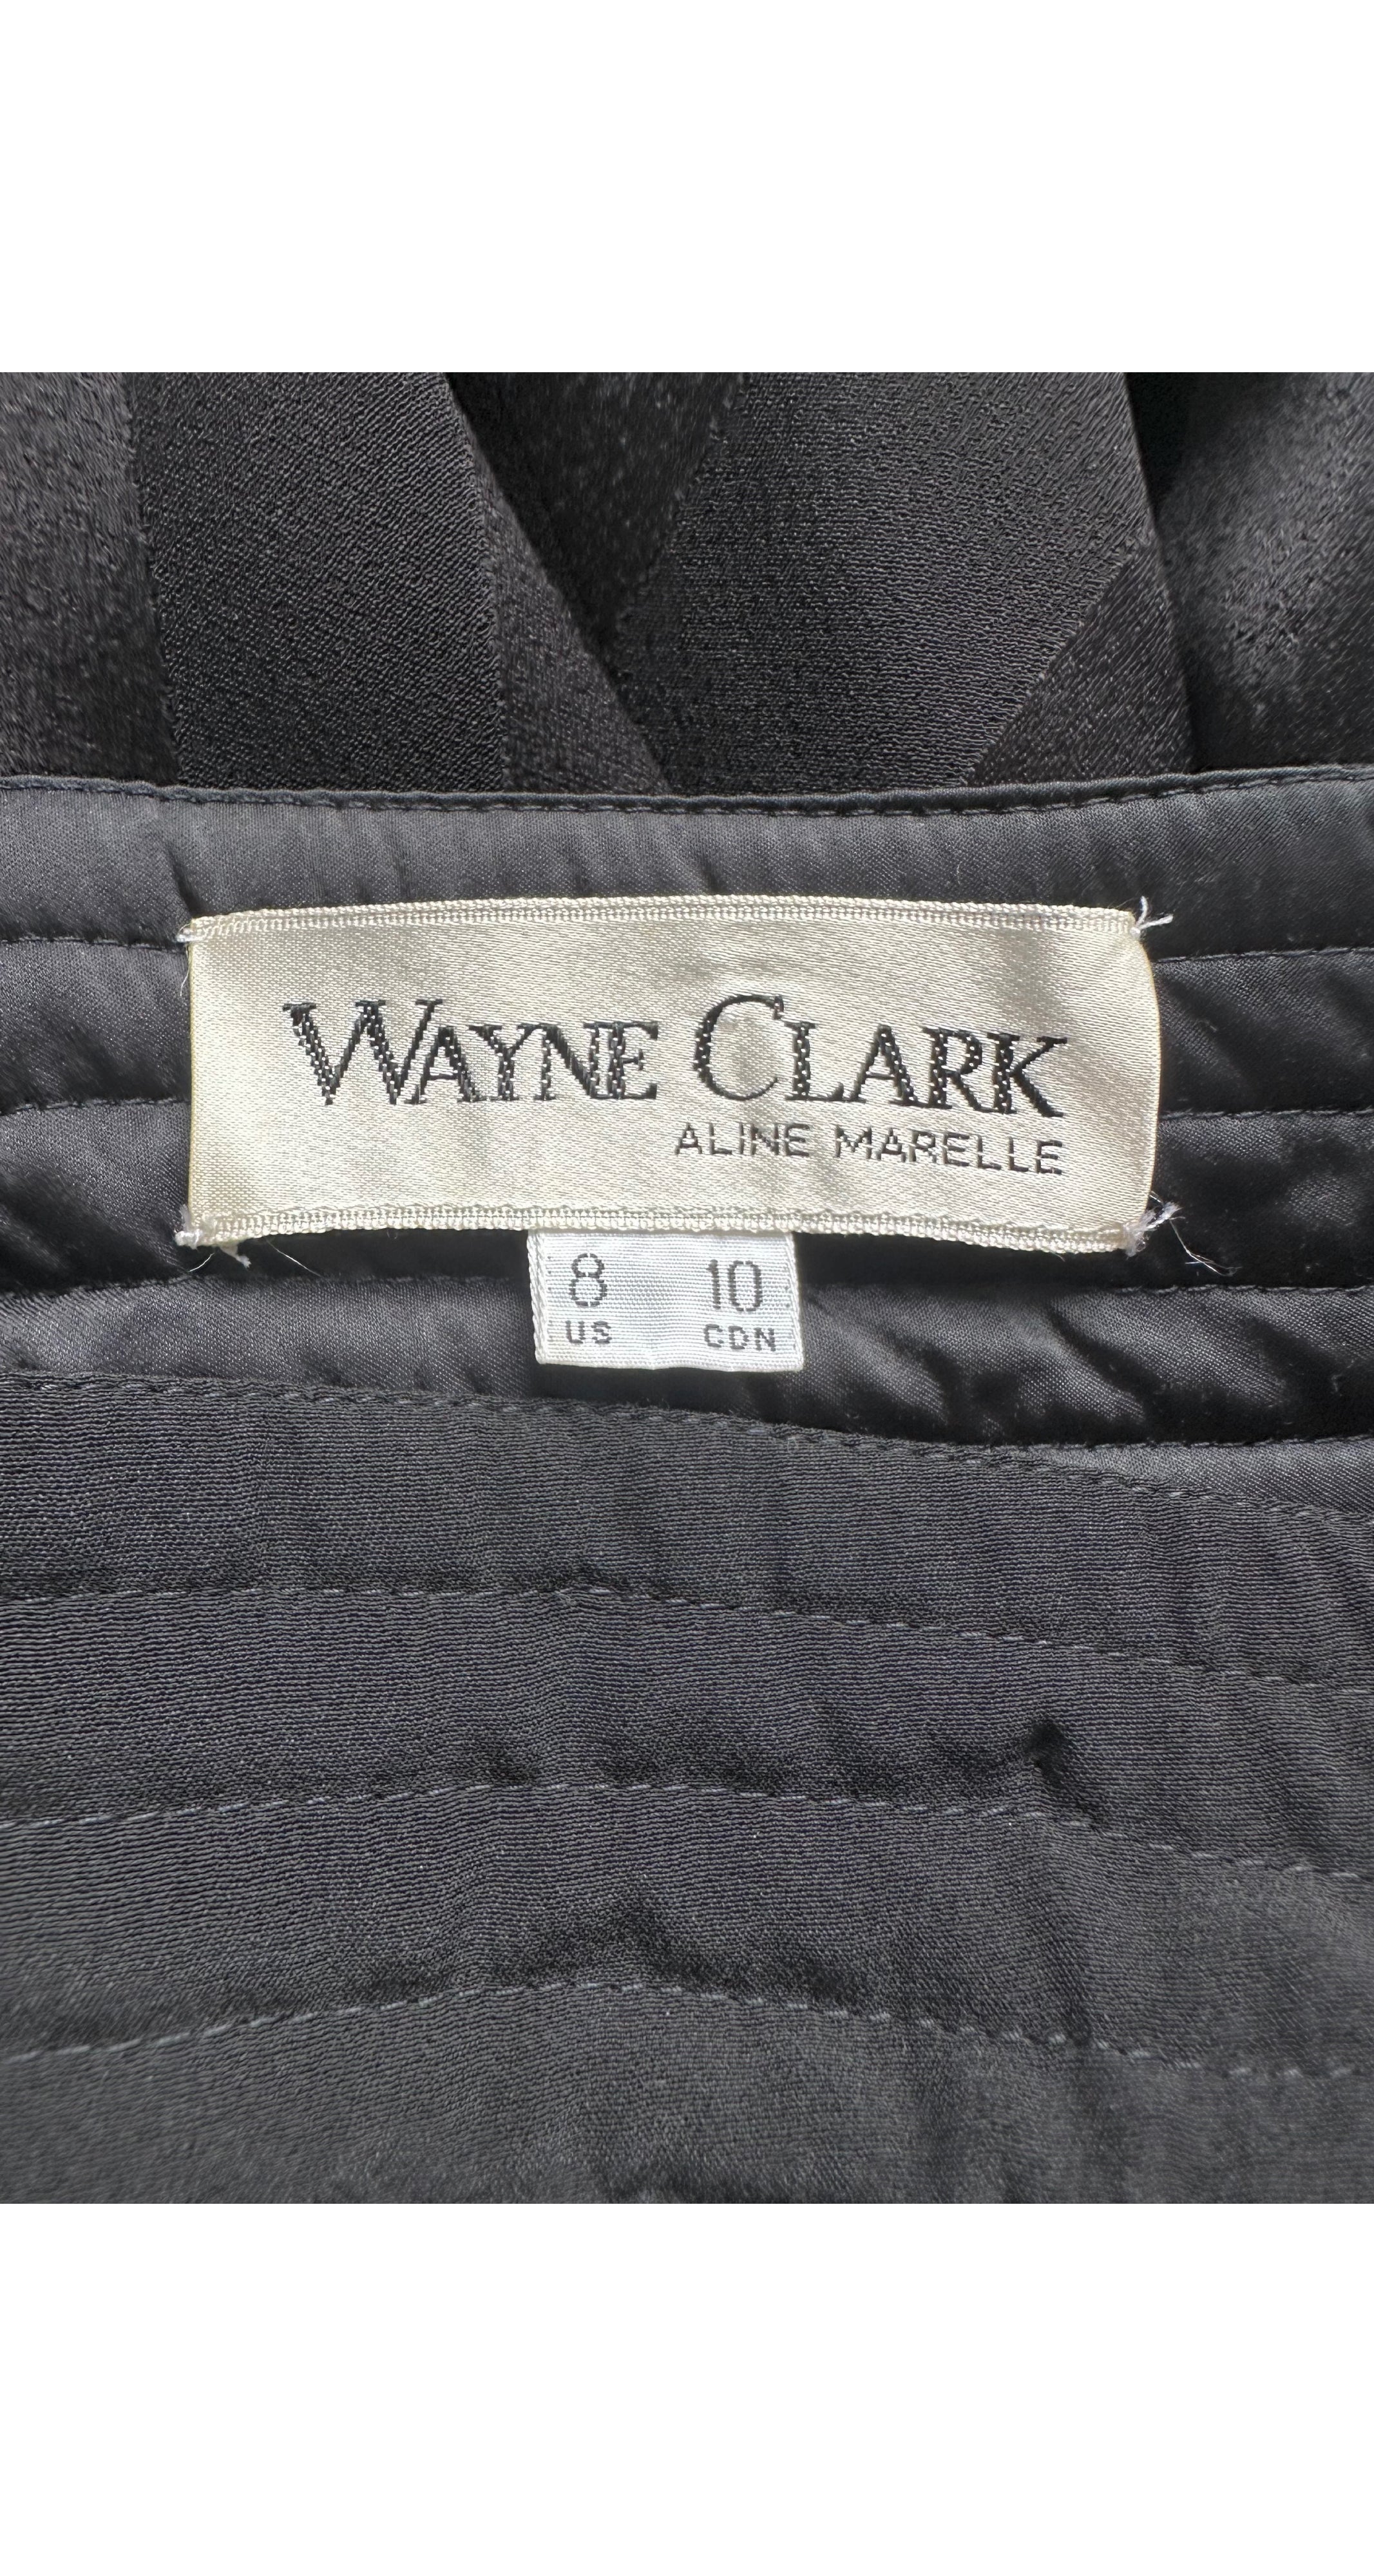 WAYNE CLARK
ALINE MARELLE
8 10
US CDN